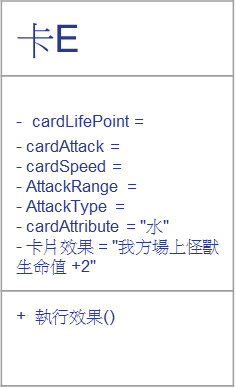 卡E
- cardLifePoint =
- cardAttack =
- cardSpeed =
- AttackRange =
- AttackType =
- cardAttribute = "水"
- 卡片效果 = "我方場上怪獸
生命值 +2"
+ 執行效果()